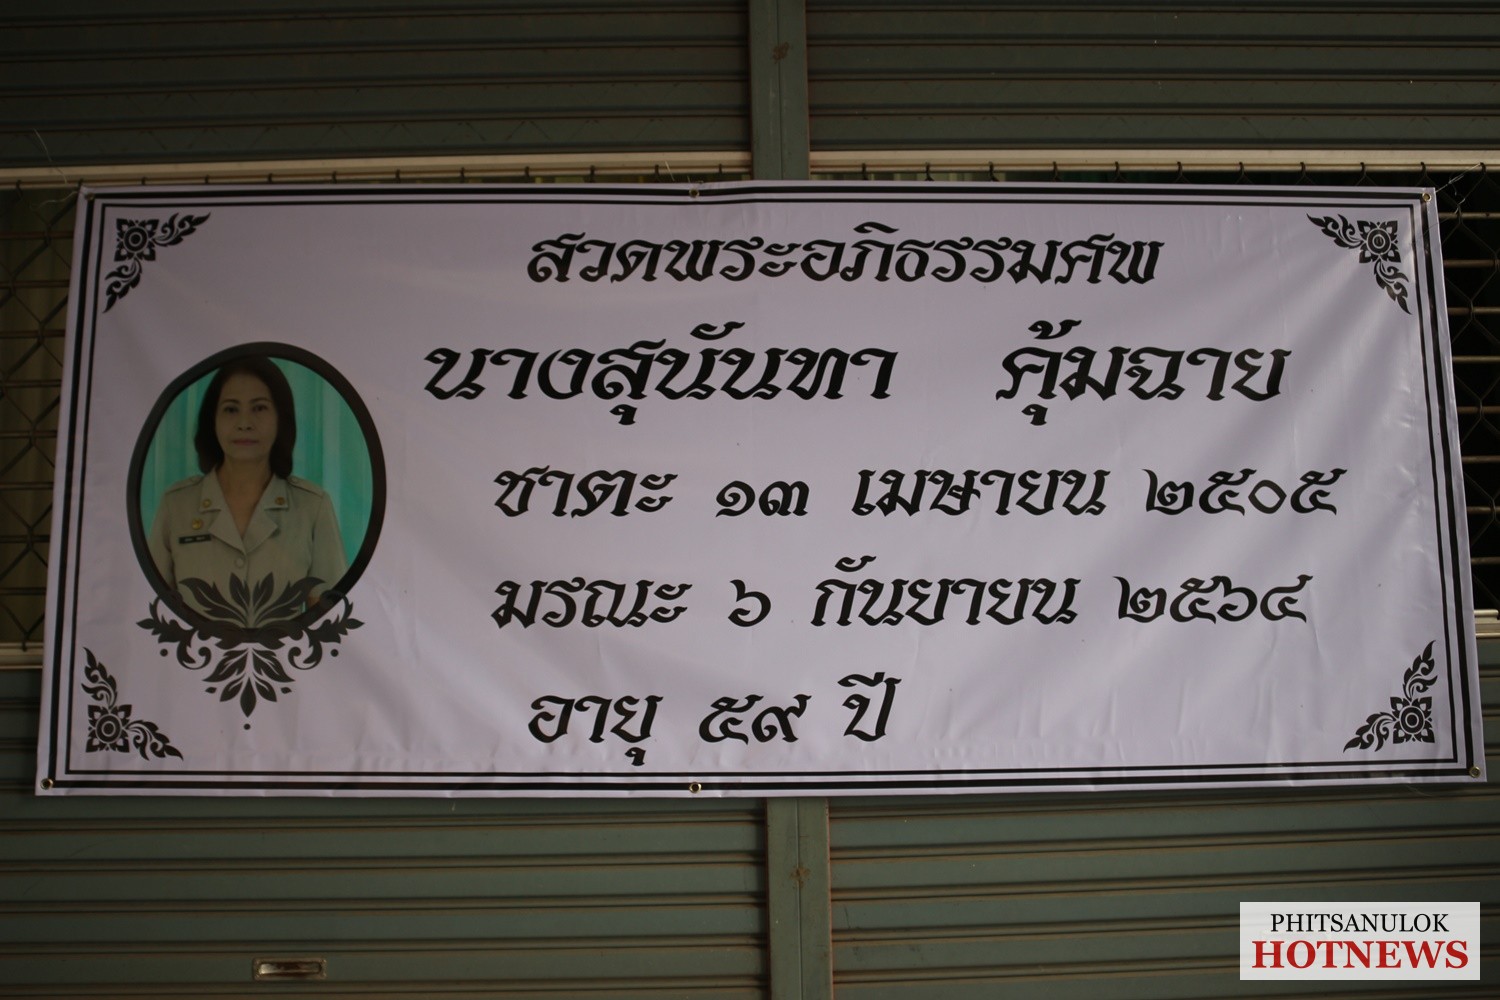 สวดพระอภิธรรมศพ
นางสุนันทา คุ้มฉาย
ชาตะ ๑๓ เมษายน ๒๕๐๕
มรณะ ๖ กันยายน ๒๕๖๔
อายุ ๕๙ ปี
PHITSANULOK
HOTNEWS